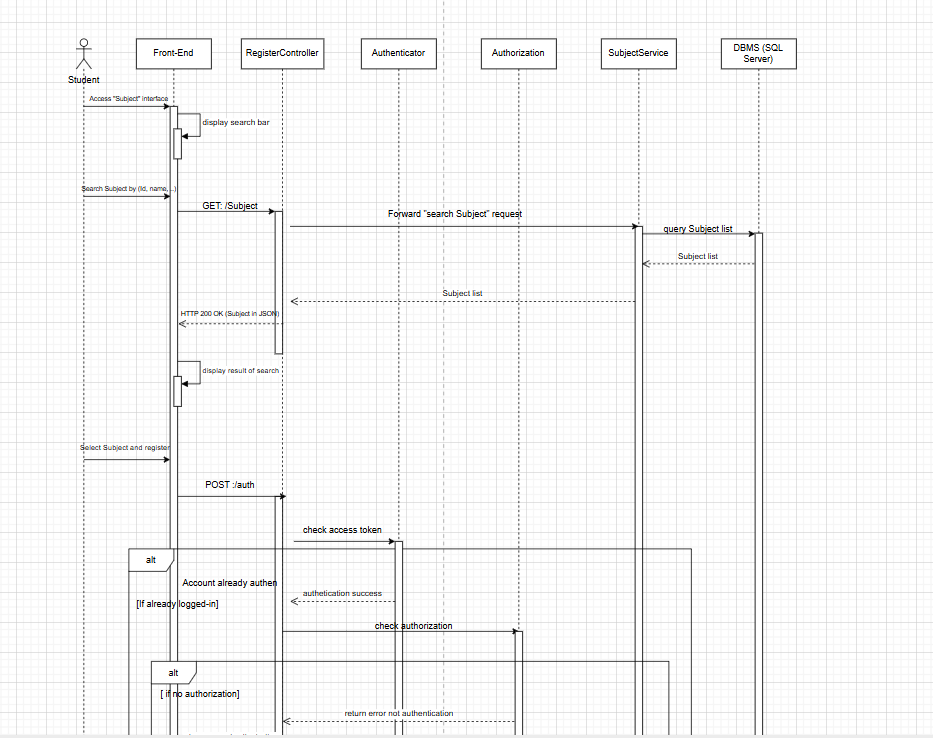 Front-End
RegisterController
Authenticator
Authorization
SubjectService
DBMS (SQL
Server)
Student
Access "Subject" interface
display search bar
Search Subject by (Id, name, ..)
GET: /Subject
Forward "search Subject" request
query Subject list
Subject list
Subject list
HTTP 200 OK (Subject in JSON)
display result of search
Select Subject and register
POST :/auth
check access token
alt
Account already authen
authetication success
[If already logged-in]
check authorization
alt
[ if no authorization]
return error not authentication